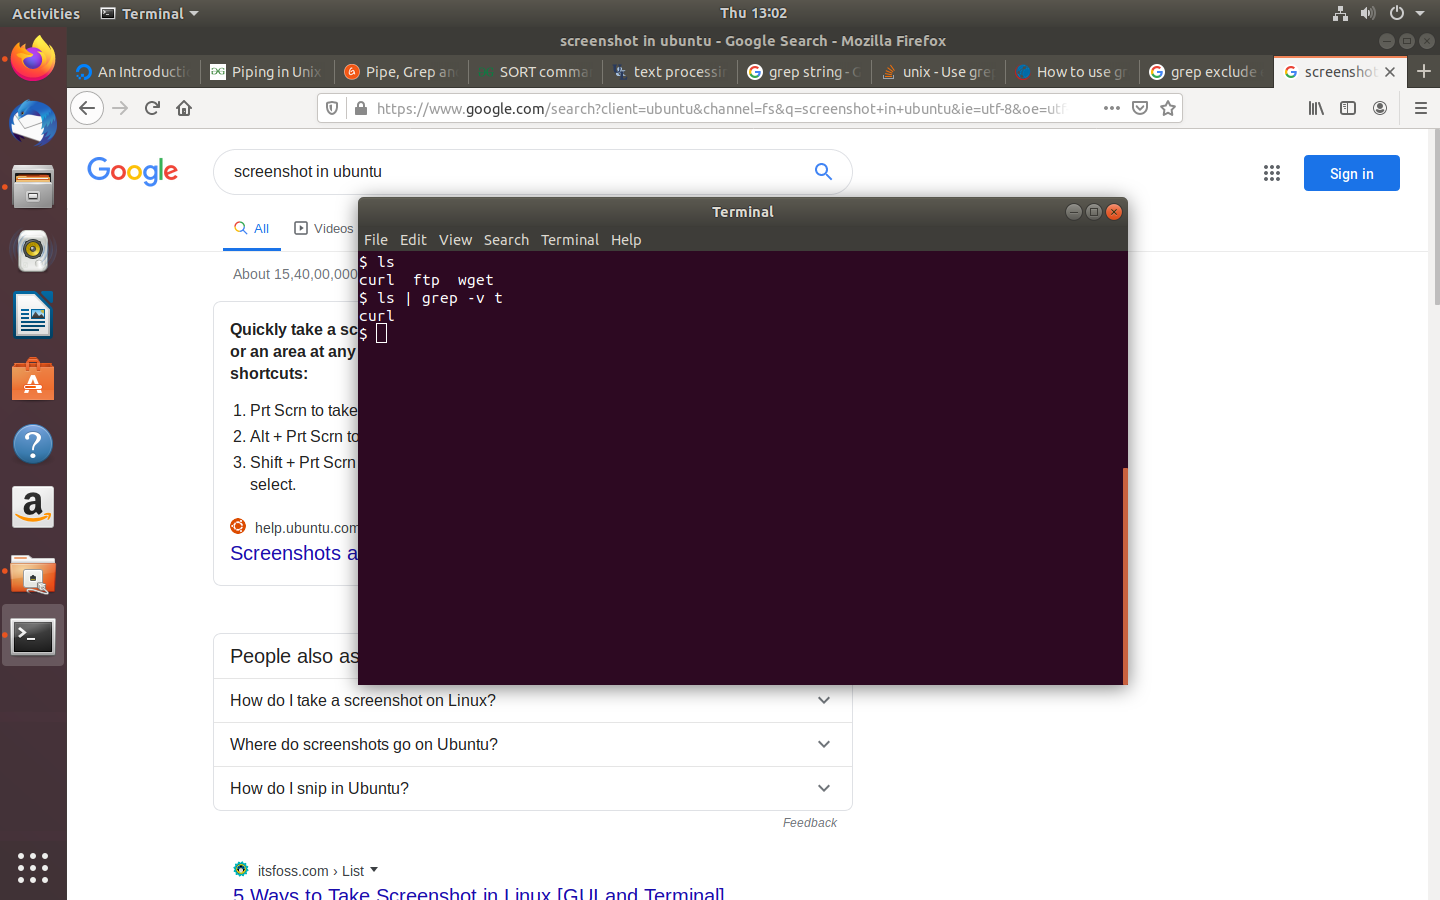 Activities
Terminal
Thu 13:02
screenshot in ubuntu - Google Search - Mozilla Firefox
An Introducti
Piping in Unix
Pipe, Grep an
SORT comma
text processin
grep string - G
unix - Use grep
How to use gr
grep exclude
screenshot
https://www.google.com/search?client=ubuntu&channel=fs&q=screenshot+in+ubuntu&ie=utf-8&oe=utf
Google
screenshot in ubuntu
Sign in
All
Videos
About 15,40,00,000
Terminal
File Edit View Search Terminal Help
$ ls
curl ftp wget
$ ls | grep -v t
curl
$
Quickly take a sc
or an area at any
shortcuts:
1. Prt Scrn to take
2. Alt + Prt Scrn to
3. Shift + Prt Scrn
select.
help.ubuntu.com
Screenshots a
People also as
How do I take a screenshot on Linux?
Where do screenshots go on Ubuntu?
How do I snip in Ubuntu?
Feedback
itsfoss.com › List
5 Ways to Take Screenshot in Linux [GUI and Terminal]